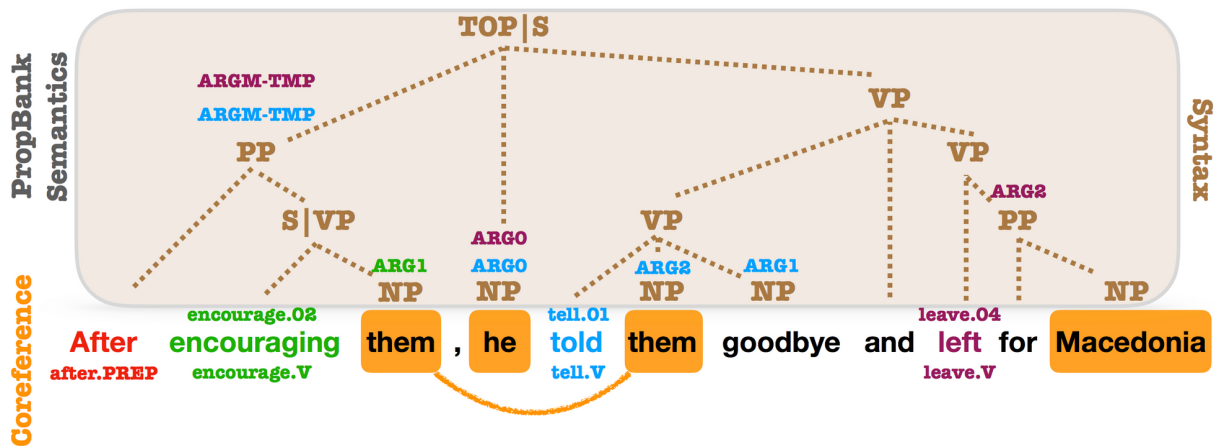 TOP|S
ARGM-TMP
ARGM-TMP
VP
PP
VP
ARG2
S|VP
VP
PP
ARG0
ARG1
ARG0
ARG2
ARG1
NP
NP
NP
NP
NP
encourage.02
tell.01
leave.04
After encouraging them , he told them goodbye and left for Macedonia
after.PREP
encourage.V
tell.V
leave.V
PropBank
Semantics
Syntax
Coreference